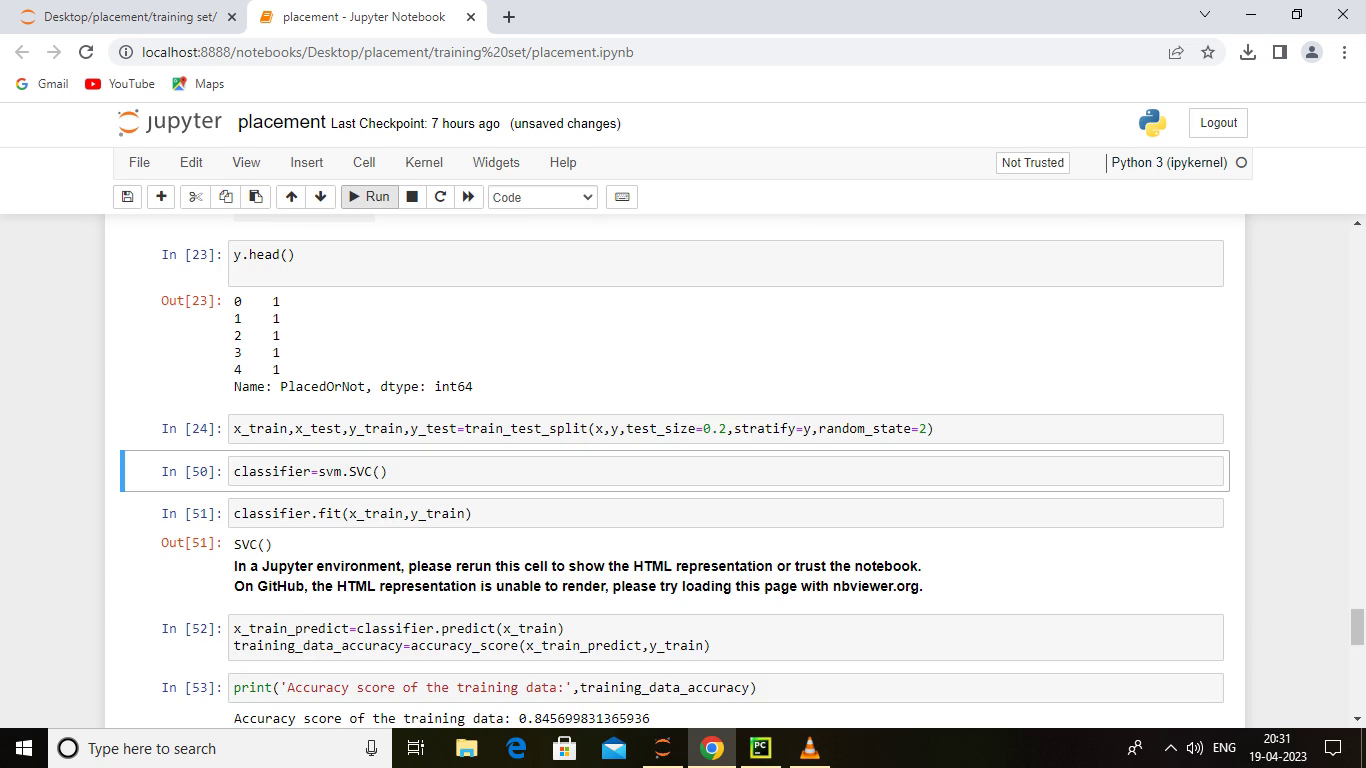 Desktop/placement/training set/
placement - Jupyter Notebook
localhost:8888/notebooks/Desktop/placement/training%20set/placement.ipynb
Gmail YouTube Maps
jupyter placement Last Checkpoint: 7 hours ago (unsaved changes)
Logout
File Edit View Insert Cell Kernel Widgets Help
Not Trusted Python 3 (ipykernel)
Run Code
In [23]: y.head()
Out[23]: 0 1
1 1
2 1
3 1
4 1
Name: PlacedOrNot, dtype: int64
In [24]: x_train,x_test,y_train,y_test=train_test_split(x,y,test_size=0.2,stratify=y,random_state=2)
In [50]: classifier=svm.SVC()
In [51]: classifier.fit(x_train,y_train)
Out[51]: SVC()
In a Jupyter environment, please rerun this cell to show the HTML representation or trust the notebook.
On GitHub, the HTML representation is unable to render, please try loading this page with nbviewer.org.
In [52]: x_train_predict=classifier.predict(x_train)
training_data_accuracy=accuracy_score(x_train_predict,y_train)
In [53]: print('Accuracy score of the training data:',training_data_accuracy)
Accuracy score of the training data: 0.845699831365936
Type here to search
PC
ENG
20:31
19-04-2023